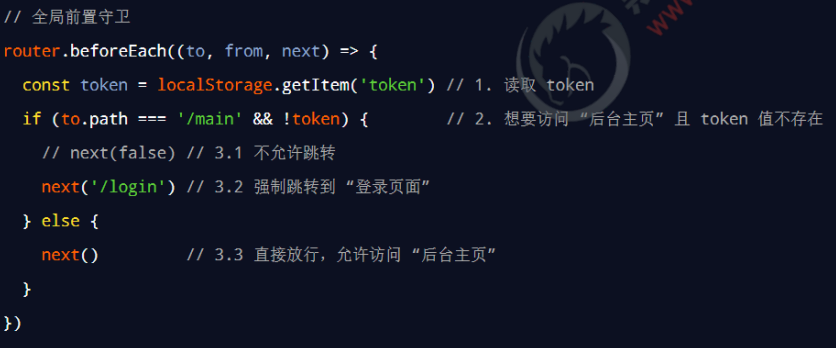 // 全局前置守卫
router.beforeEach((to, from, next) => {
  const token = localStorage.getItem('token') // 1. 读取 token
  if (to.path === '/main' && !token) {        // 2. 想要访问 “后台主页” 且 token 值不存在
    // next(false) // 3.1 不允许跳转
    next('/login') // 3.2 强制跳转到 “登录页面”
  } else {
    next()         // 3.3 直接放行，允许访问 “后台主页”
  }
})
www